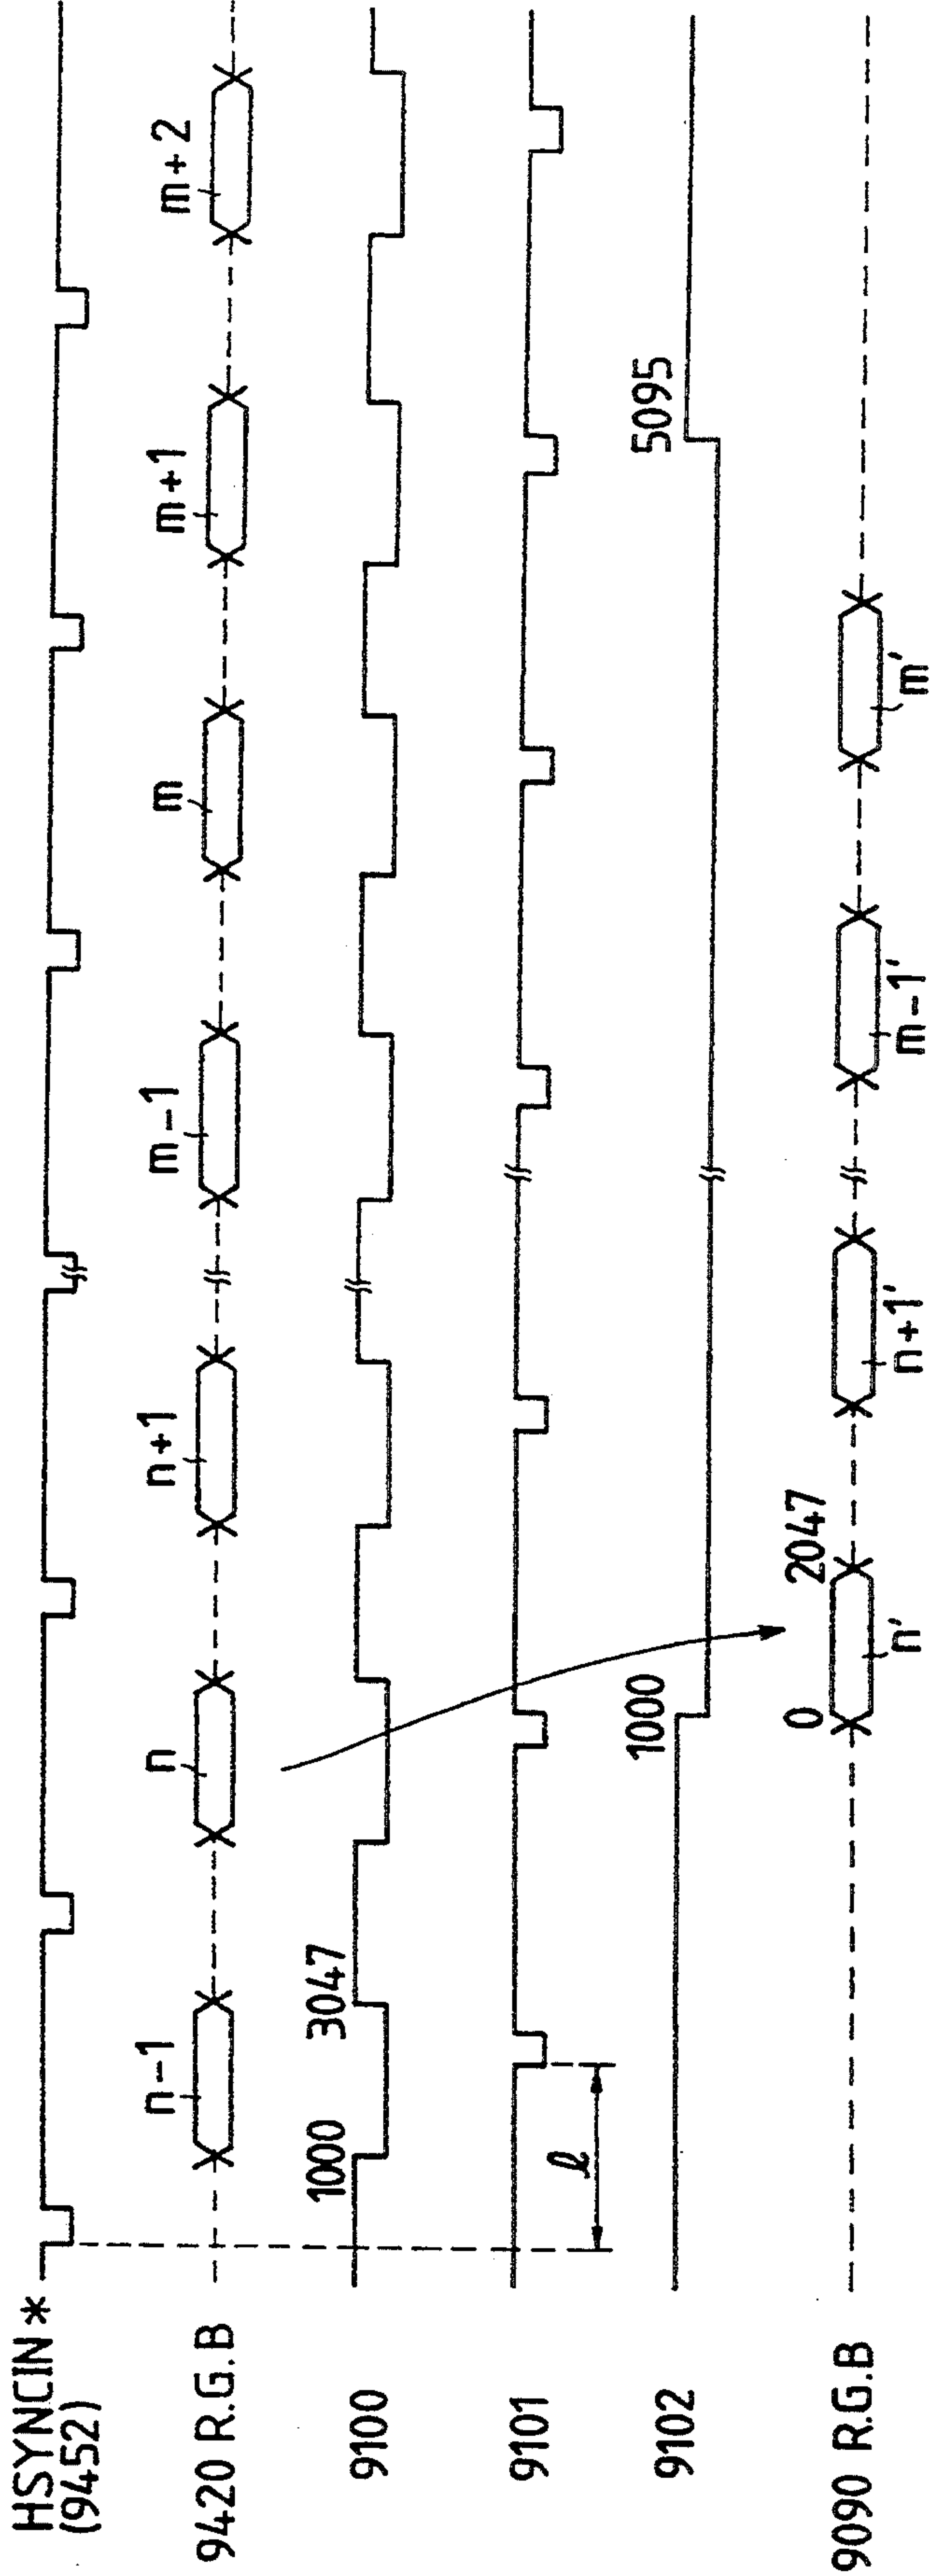 HSYNCIN *
(9452)
9420 R.G.B
n-1
n
n+1
m-1
m
m+1
m+2
9100
1000
3047
9101
ℓ
9102
1000
5095
9090 R.G.B
0
2047
n'
n+1'
m-1'
m'